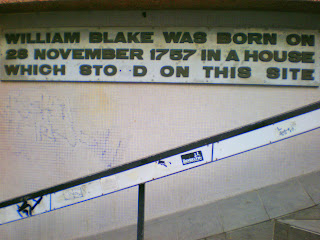 WILLIAM BLAKE WAS BORN ON
28 NOVEMBER 1757 IN A HOUSE
WHICH STO D ON THIS SITE